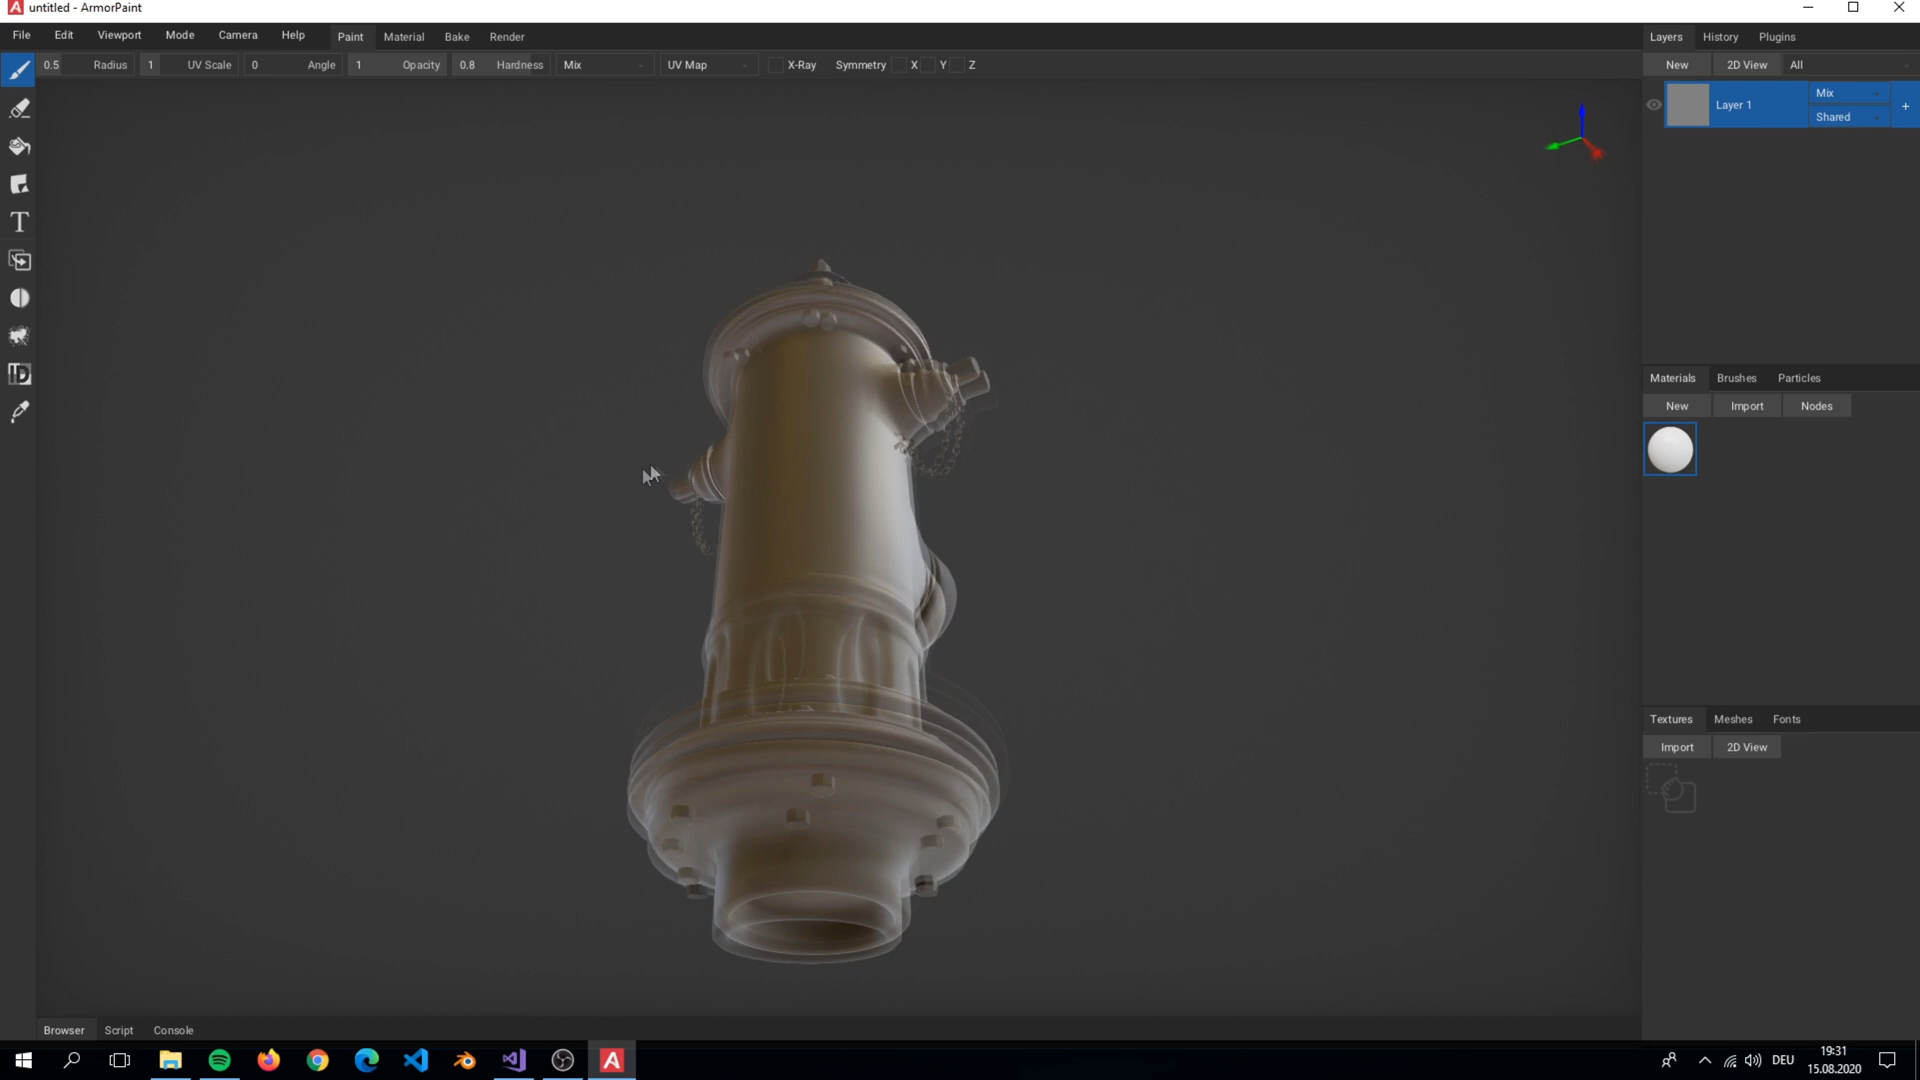 untitled - ArmorPaint
File Edit Viewport Mode Camera Help Paint Material Bake Render
0.5 Radius 1 UV Scale 0 Angle 1 Opacity 0.8 Hardness Mix UV Map X-Ray Symmetry X Y Z
T
ID
Layers History Plugins
New 2D View All
Layer 1
Mix
Shared
+
Materials Brushes Particles
New Import Nodes
Textures Meshes Fonts
Import 2D View
Browser Script Console
DEU
19:31
15.08.2020